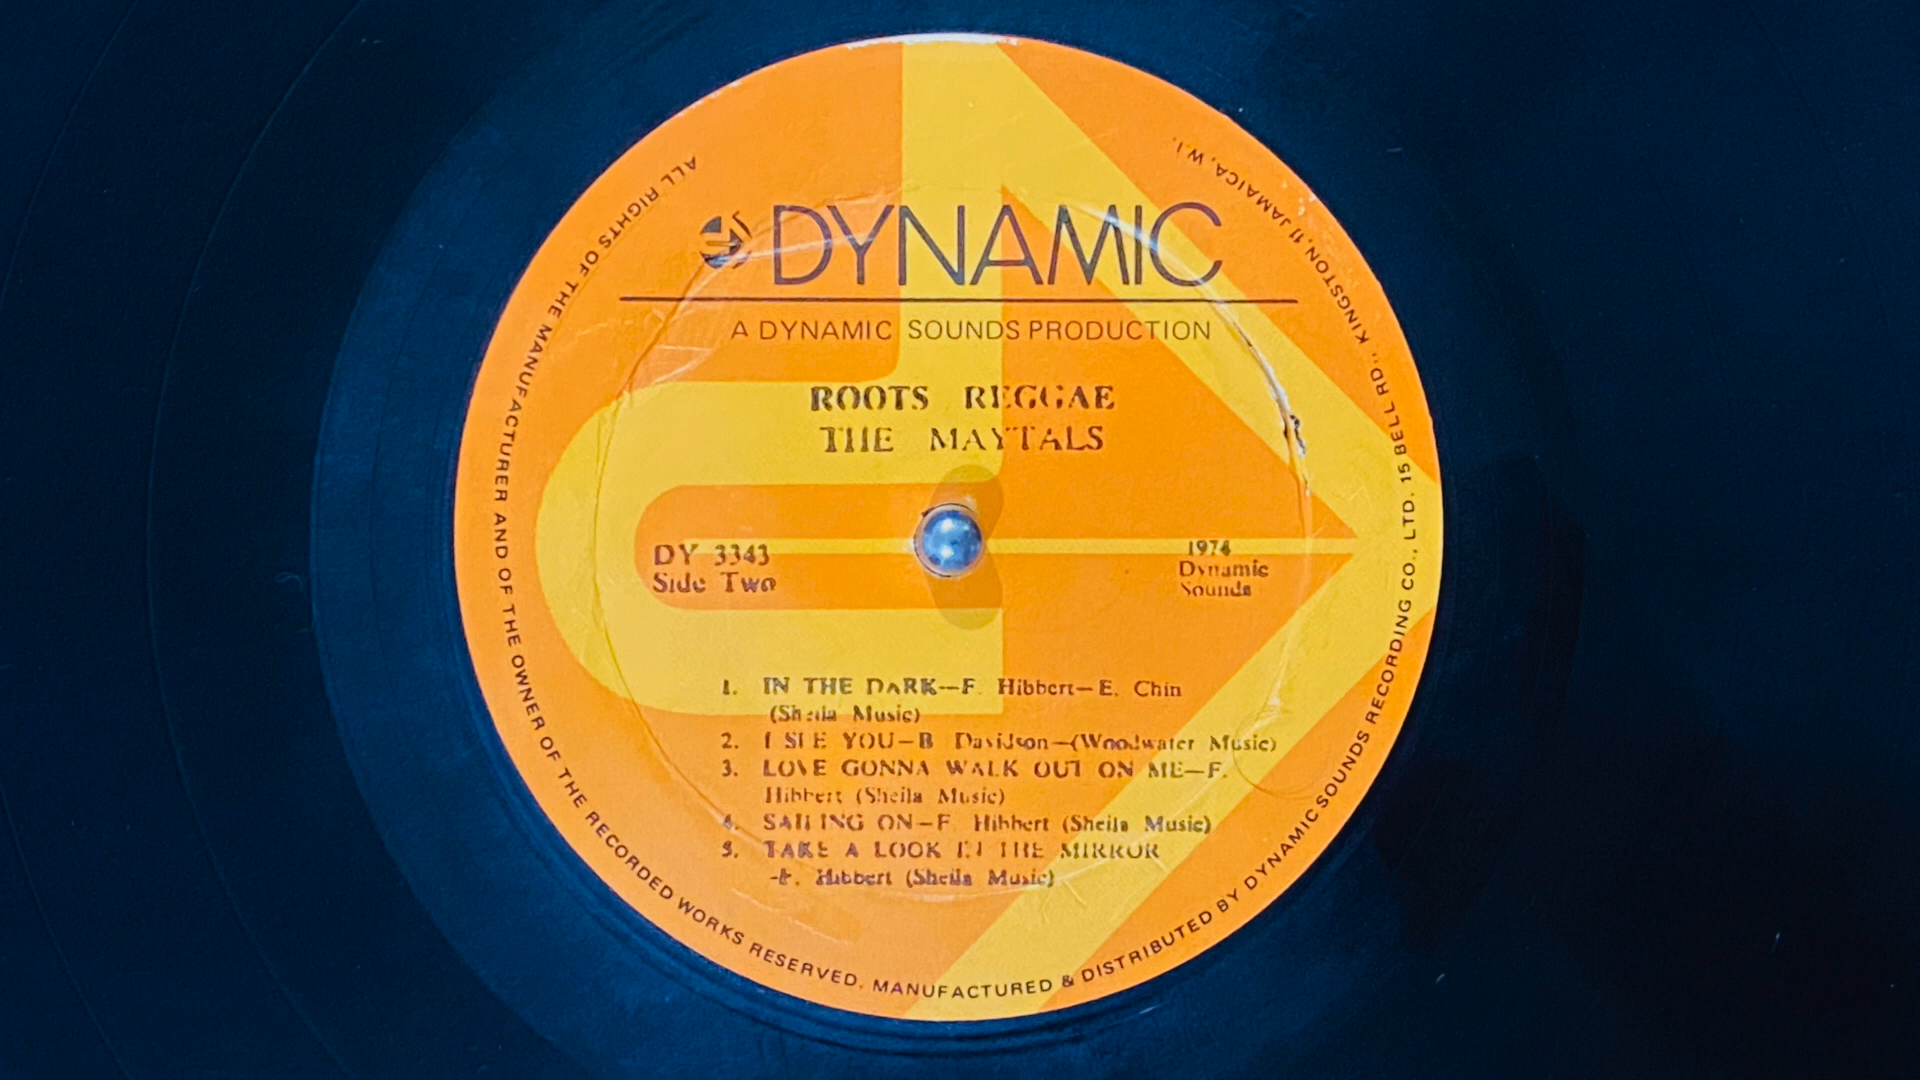 DYNAMIC
A DYNAMIC SOUNDS PRODUCTION
ROOTS REGGAE
THE MAYTALS
DY 3343
Side Two
1974
Dynamic
Sounds
1. IN THE DARK—F. Hibbert—E. Chin
(Sheila Music)
2. I SEE YOU—B Davidson—(Woodwater Music)
3. LOVE GONNA WALK OUT ON ME—F.
Hibbert (Sheila Music)
4. SAILING ON—F. Hibbert (Sheila Music)
5. TAKE A LOOK IN THE MIRROR
-F. Hibbert (Sheila Music)
ALL RIGHTS OF THE MANUFACTURER AND OF THE OWNER OF THE RECORDED WORKS RESERVED. MANUFACTURED & DISTRIBUTED BY DYNAMIC SOUNDS RECORDING CO., LTD. 15 BELL RD., KINGSTON, 11 JAMAICA, W.I.